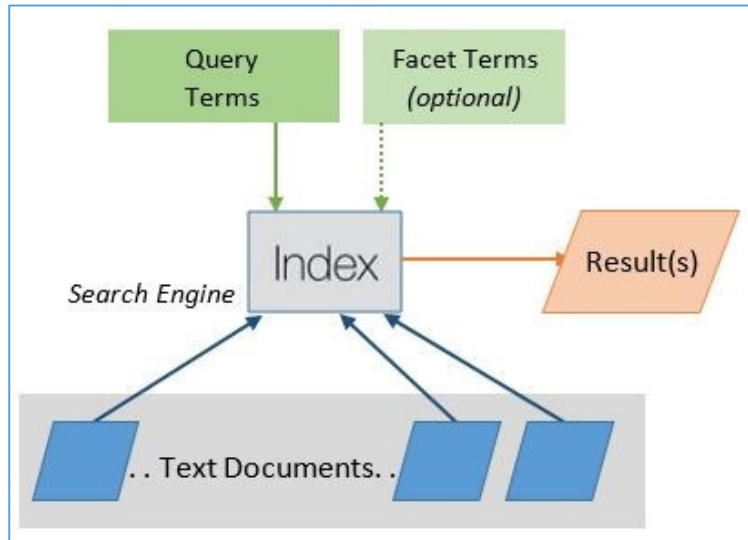 Query
Terms
Facet Terms
(optional)
Index
Search Engine
Result(s)
. . Text Documents. .